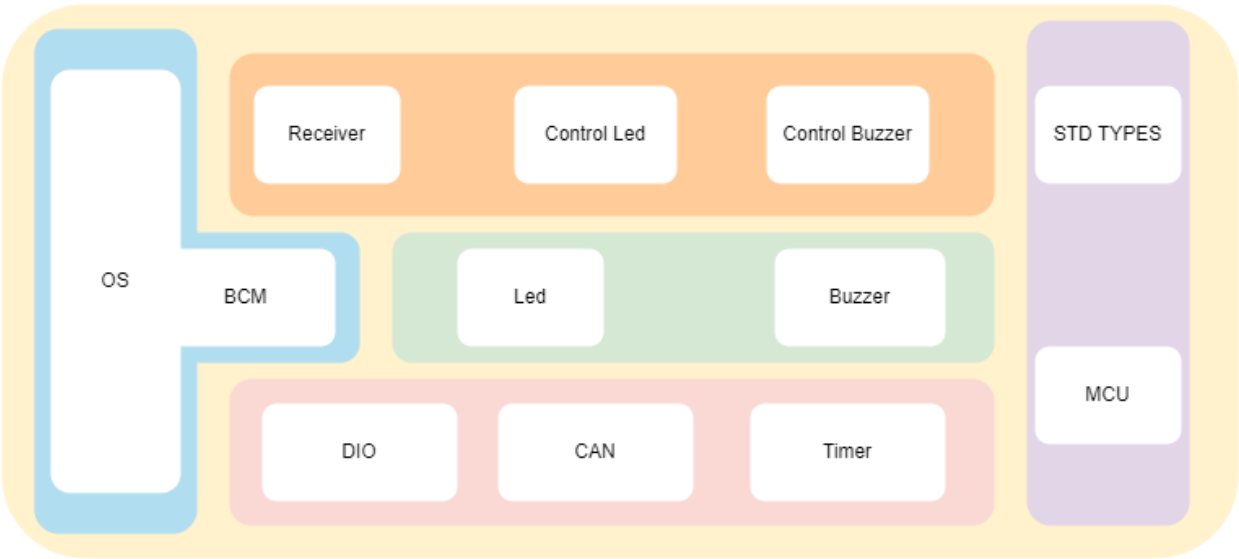 Receiver
Control Led
Control Buzzer
STD TYPES
OS
BCM
Led
Buzzer
MCU
DIO
CAN
Timer